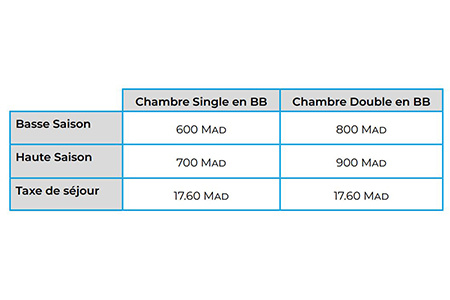 Chambre Single en BB Chambre Double en BB
Basse Saison 600 MAD 800 MAD
Haute Saison 700 MAD 900 MAD
Taxe de séjour 17.60 MAD 17.60 MAD